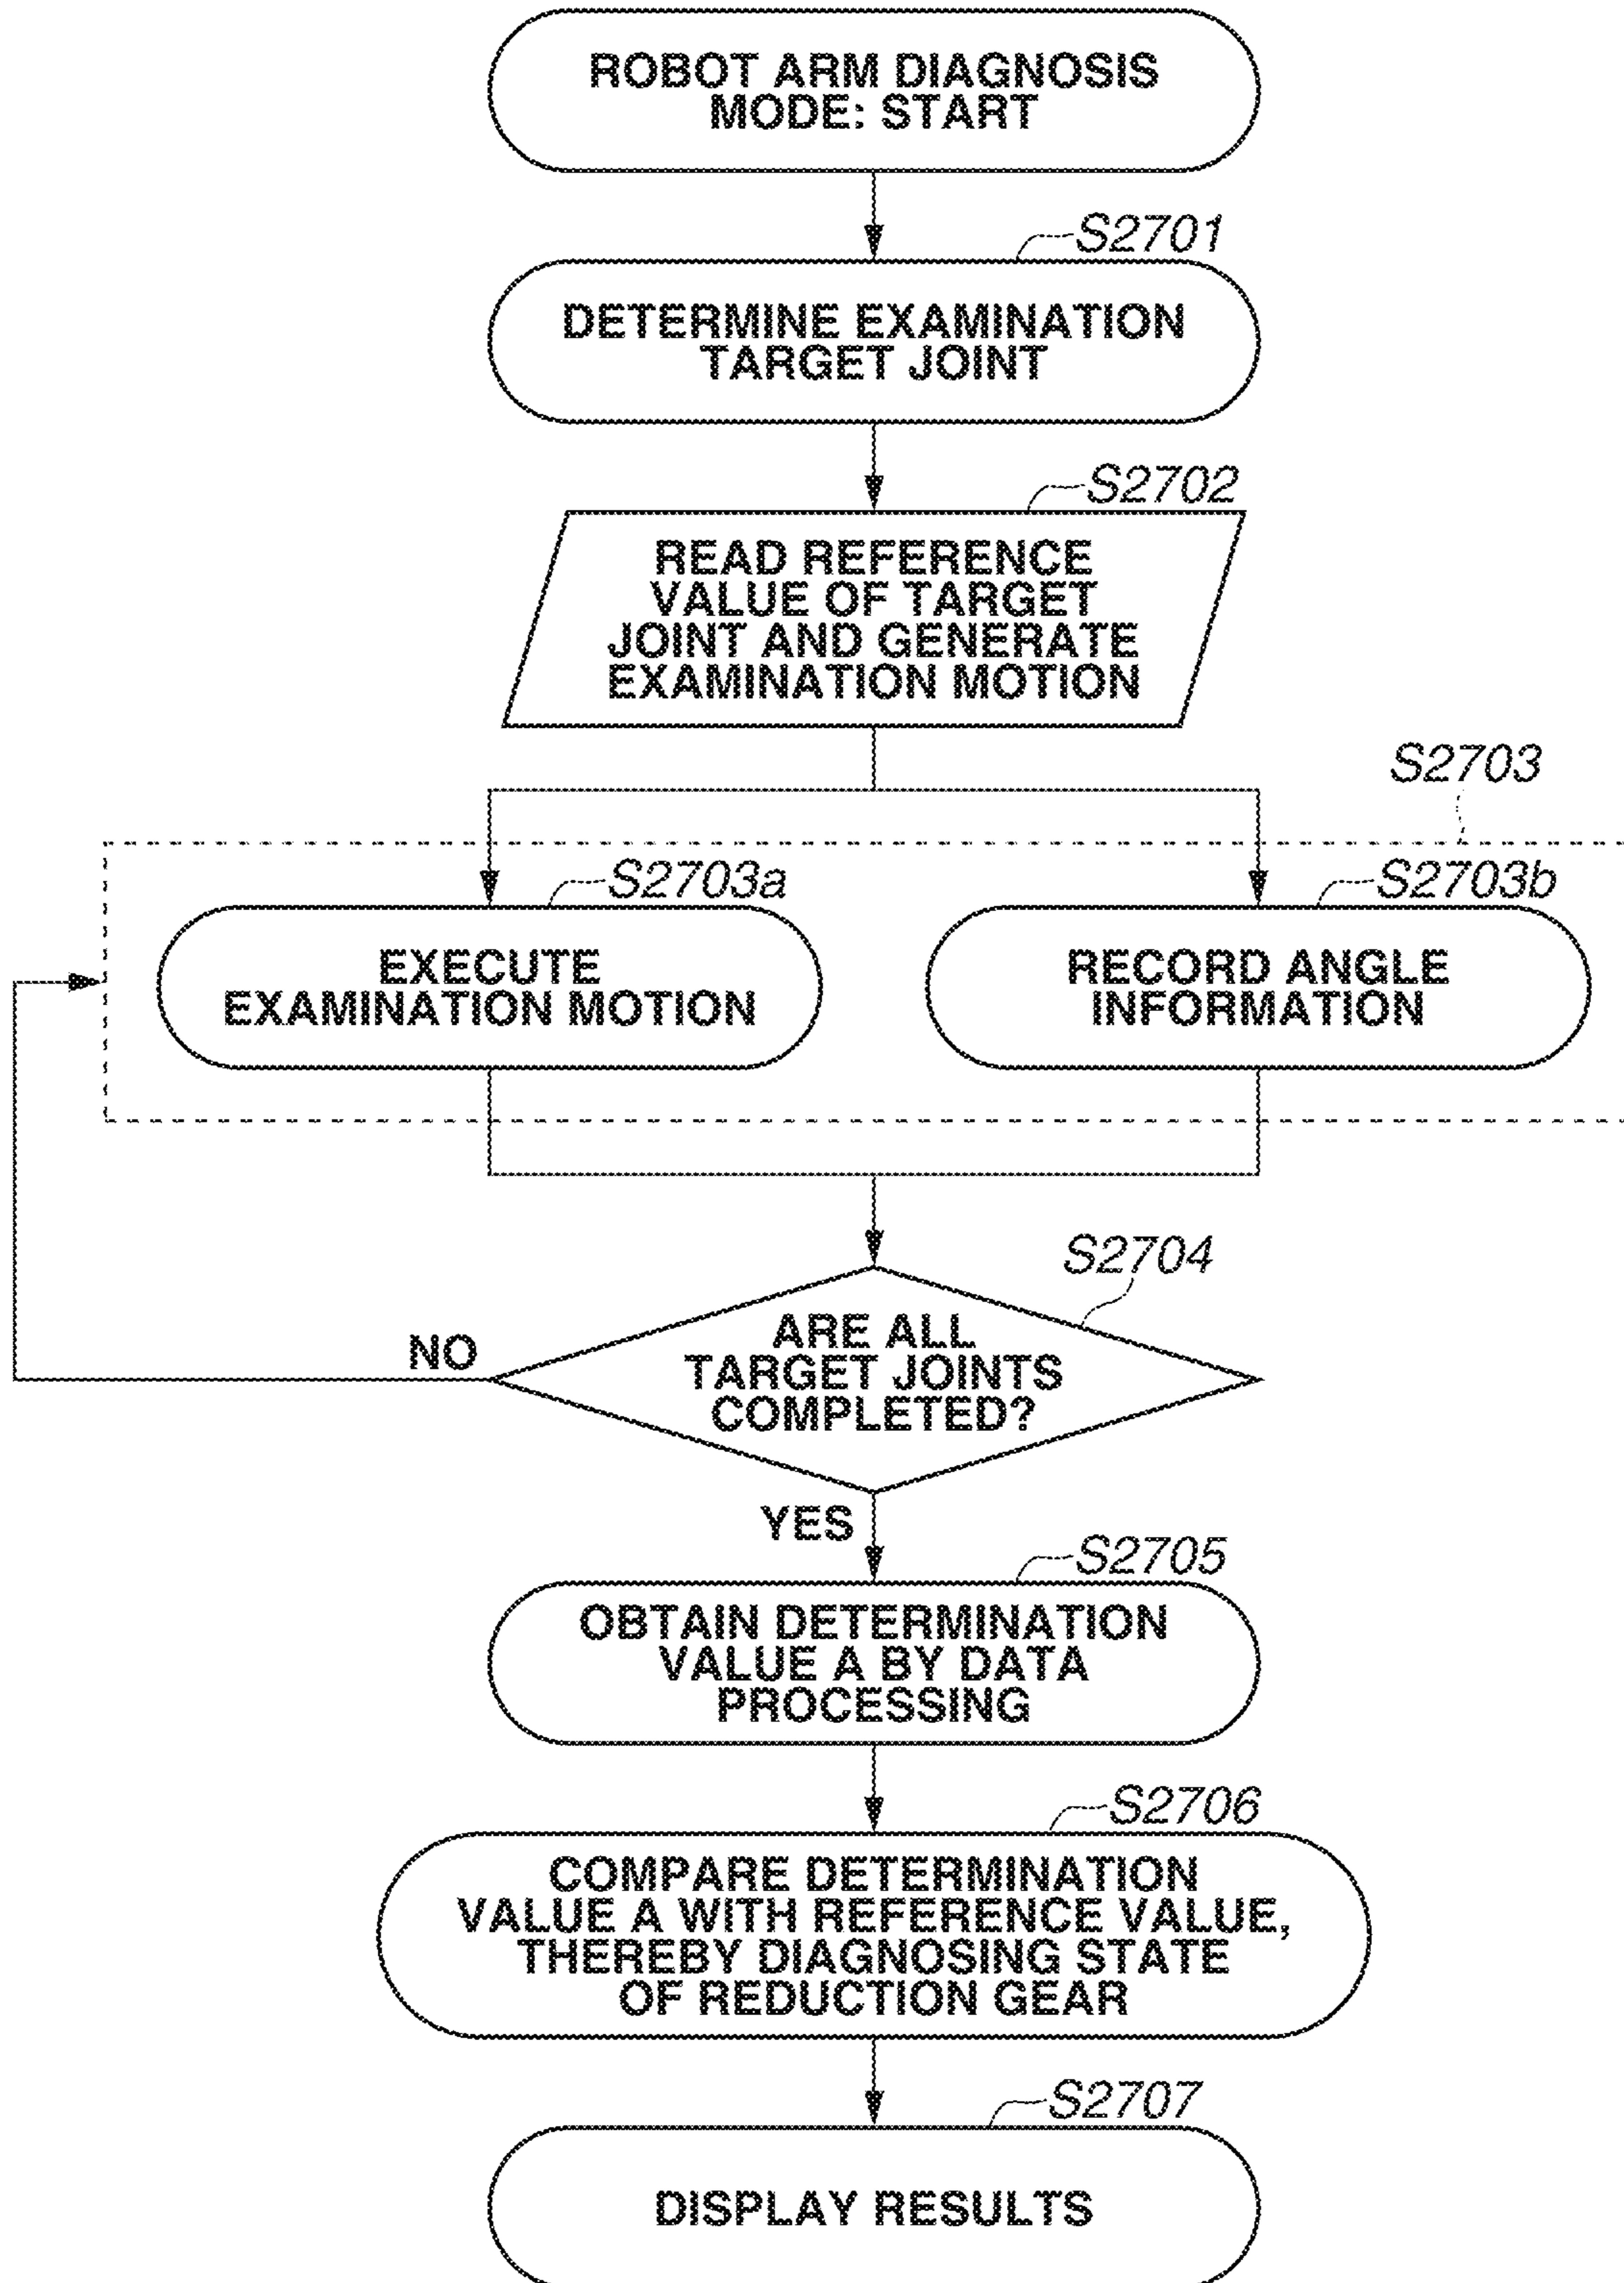 ROBOT ARM DIAGNOSIS
MODE: START
S2701
DETERMINE EXAMINATION
TARGET JOINT
S2702
READ REFERENCE
VALUE OF TARGET
JOINT AND GENERATE
EXAMINATION MOTION
S2703
S2703a
EXECUTE
EXAMINATION MOTION
S2703b
RECORD ANGLE
INFORMATION
S2704
ARE ALL
TARGET JOINTS
COMPLETED?
NO
YES
S2705
OBTAIN DETERMINATION
VALUE A BY DATA
PROCESSING
S2706
COMPARE DETERMINATION
VALUE A WITH REFERENCE VALUE,
THEREBY DIAGNOSING STATE
OF REDUCTION GEAR
S2707
DISPLAY RESULTS